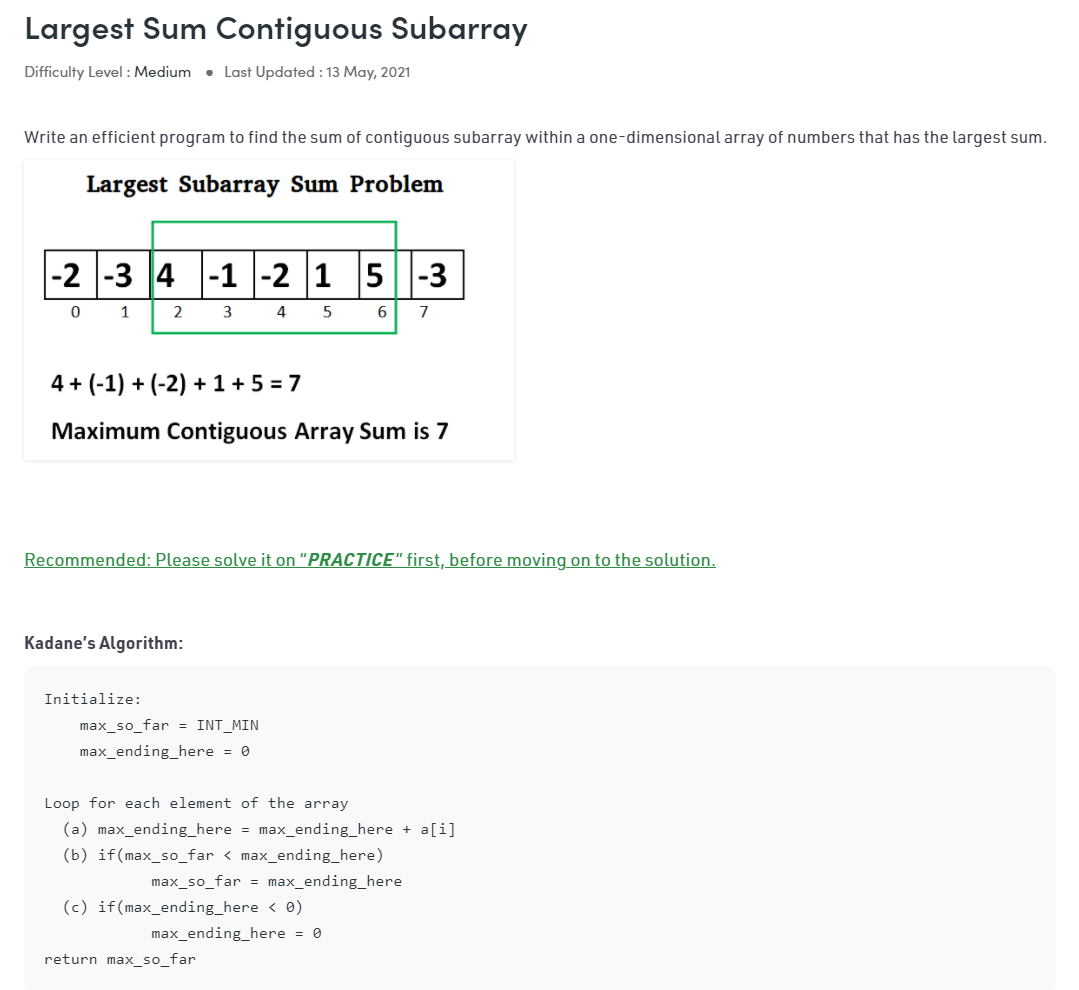 Largest Sum Contiguous Subarray
Difficulty Level : Medium • Last Updated : 13 May, 2021
Write an efficient program to find the sum of contiguous subarray within a one-dimensional array of numbers that has the largest sum.
Largest Subarray Sum Problem
-2 -3 4 -1 -2 1 5 -3
0 1 2 3 4 5 6 7
4 + (-1) + (-2) + 1 + 5 = 7
Maximum Contiguous Array Sum is 7
Recommended: Please solve it on "PRACTICE" first, before moving on to the solution.
Kadane's Algorithm:
Initialize:
    max_so_far = INT_MIN
    max_ending_here = 0
Loop for each element of the array
  (a) max_ending_here = max_ending_here + a[i]
  (b) if(max_so_far < max_ending_here)
            max_so_far = max_ending_here
  (c) if(max_ending_here < 0)
            max_ending_here = 0
return max_so_far